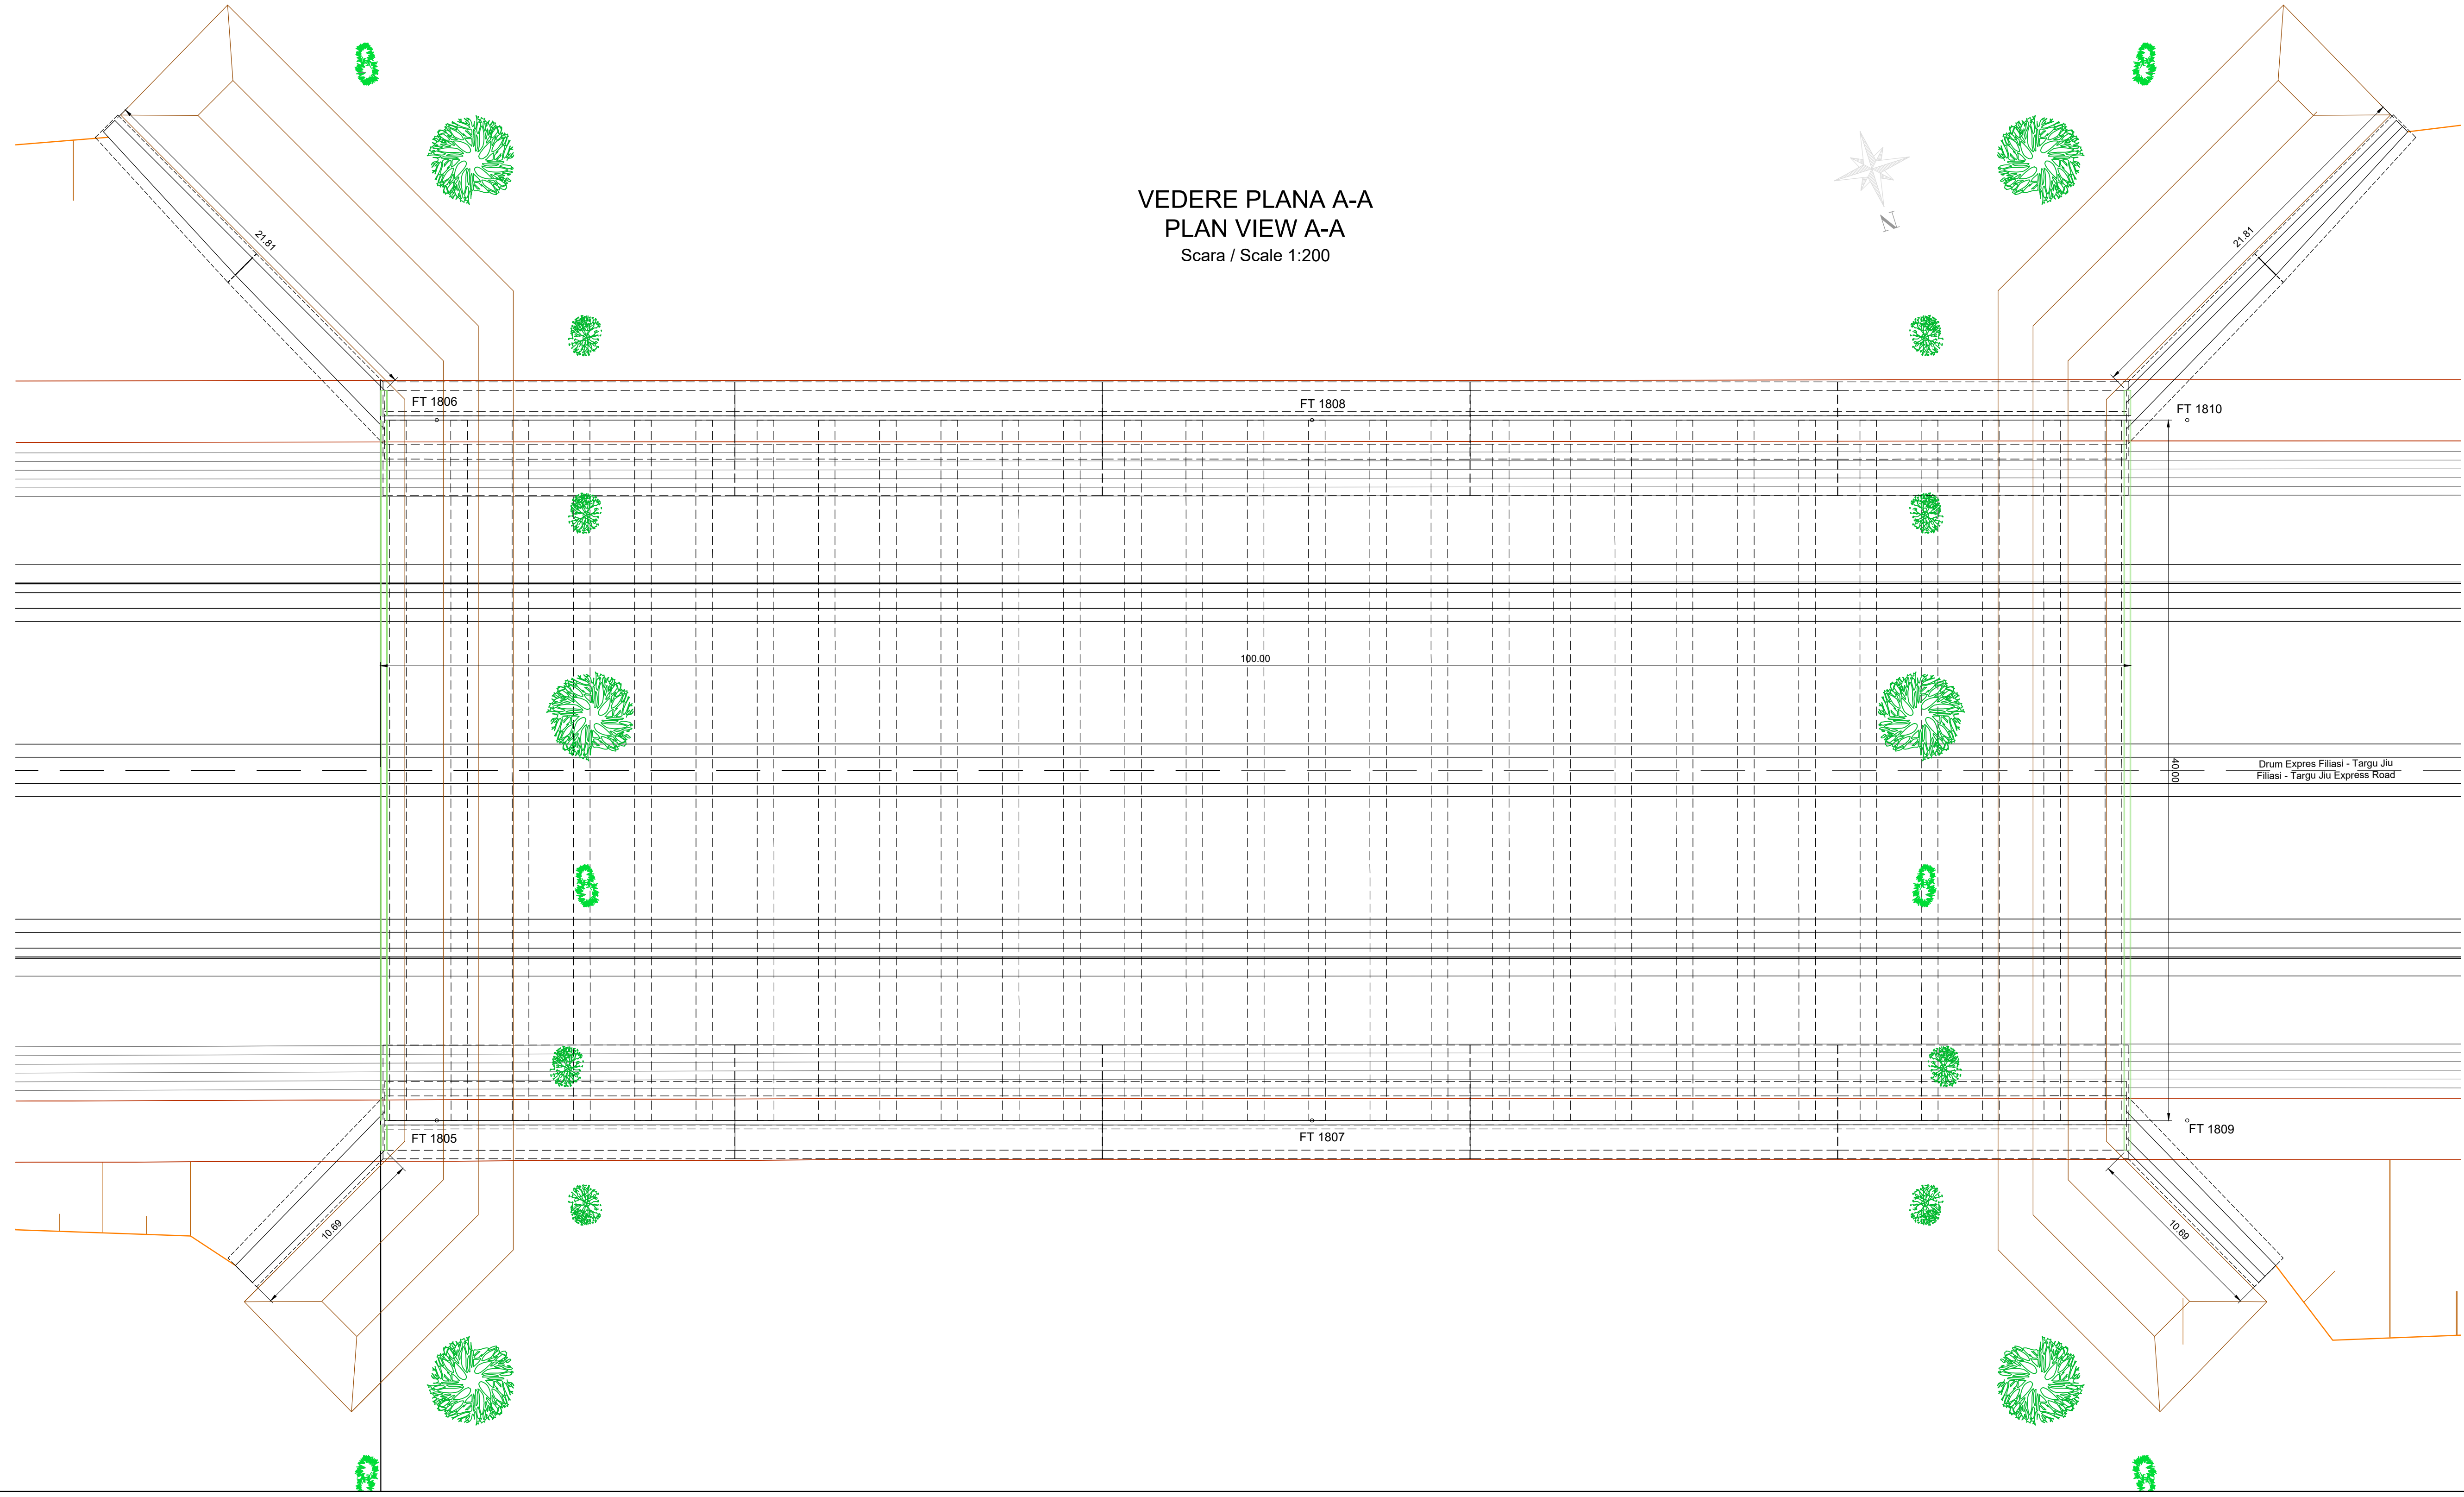 VEDERE PLANA A-A
PLAN VIEW A-A
Scara / Scale 1:200
N
21.81
21.81
FT 1806
FT 1808
FT 1810
100.00
40.00
Drum Expres Filiasi - Targu Jiu
Filiasi - Targu Jiu Express Road
FT 1805
FT 1807
FT 1809
10.69
10.69